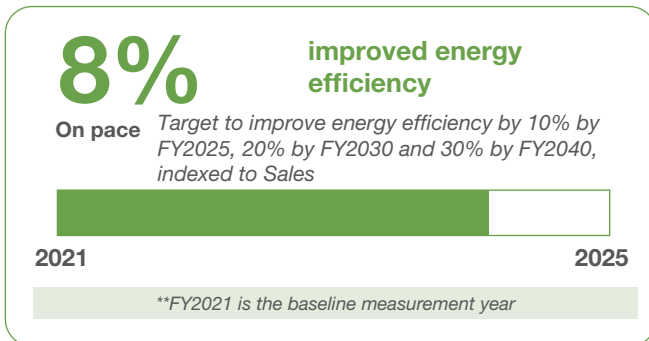 8%
improved energy
efficiency
On pace
Target to improve energy efficiency by 10% by
FY2025, 20% by FY2030 and 30% by FY2040,
indexed to Sales
2021
2025
**FY2021 is the baseline measurement year